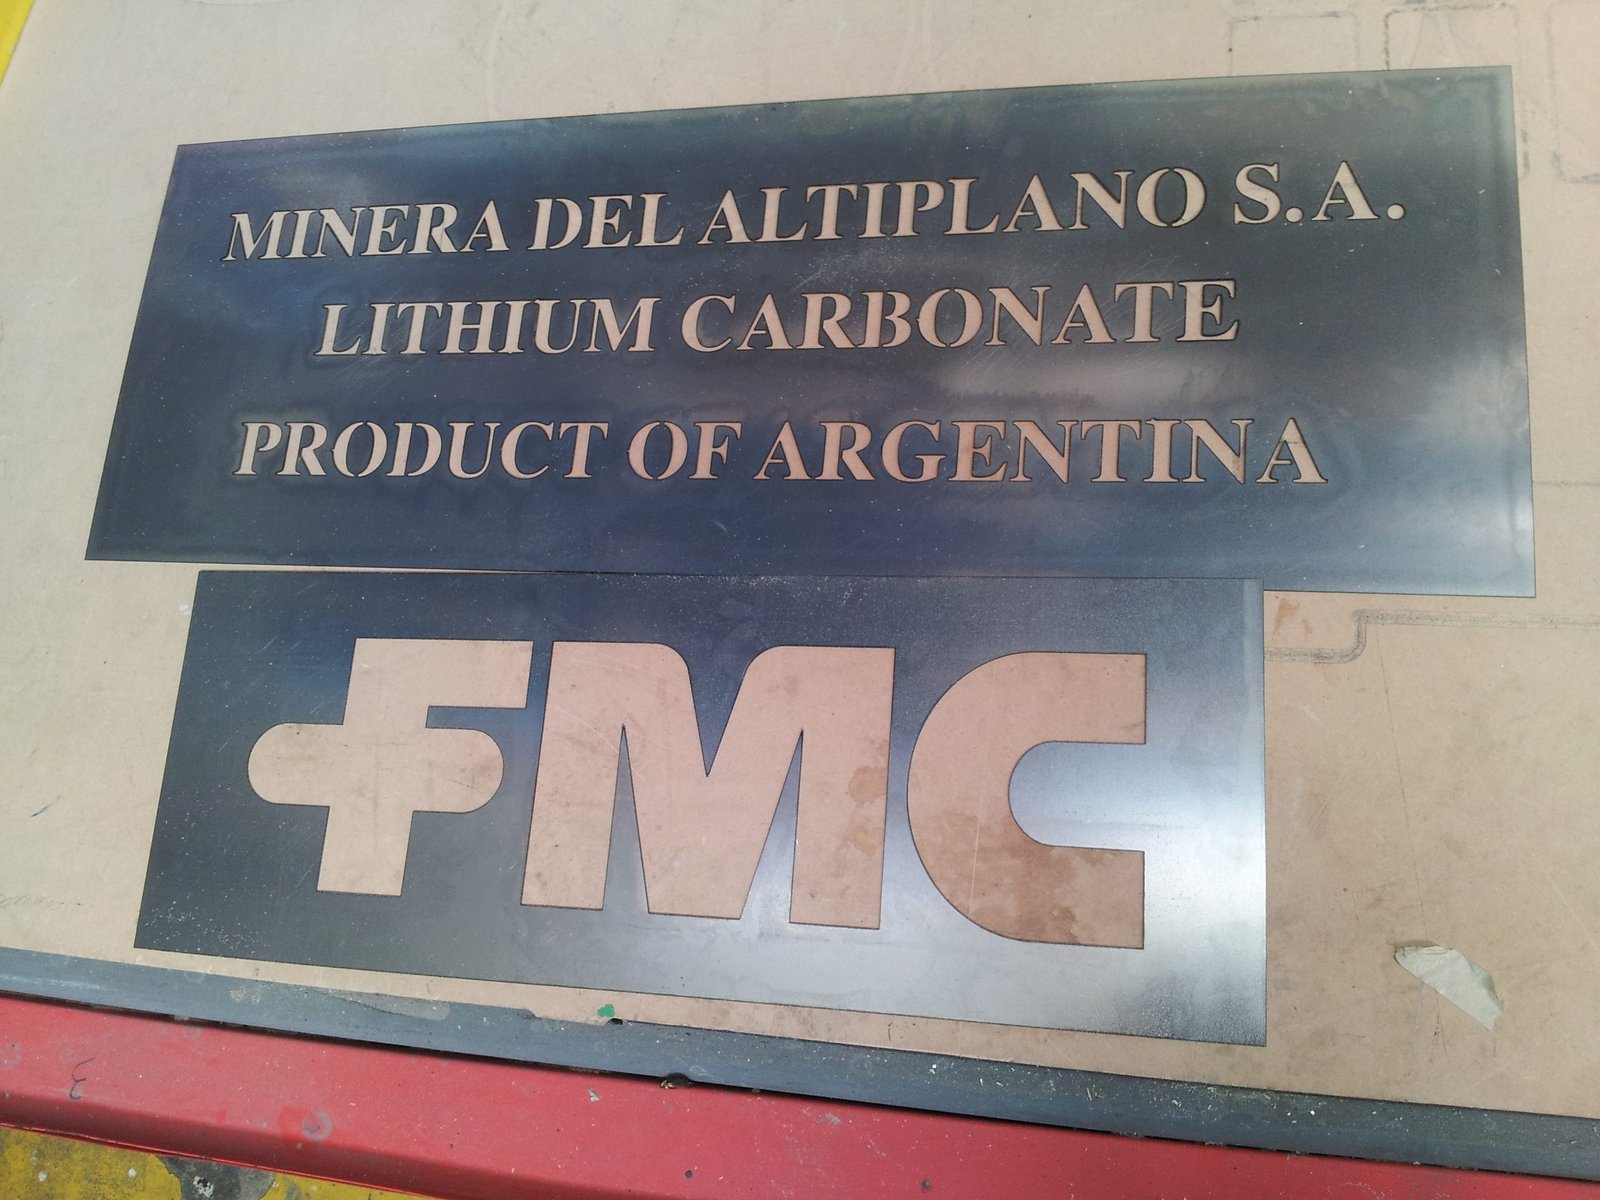 MINERA DEL ALTIPLANO S.A.
LITHIUM CARBONATE
PRODUCT OF ARGENTINA
FMC